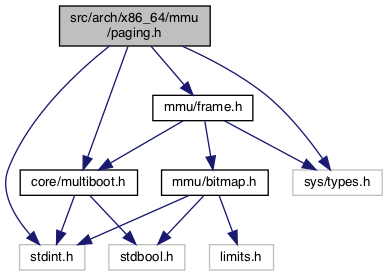 src/arch/x86_64/mmu
/paging.h
mmu/frame.h
core/multiboot.h
mmu/bitmap.h
sys/types.h
stdint.h
stdbool.h
limits.h